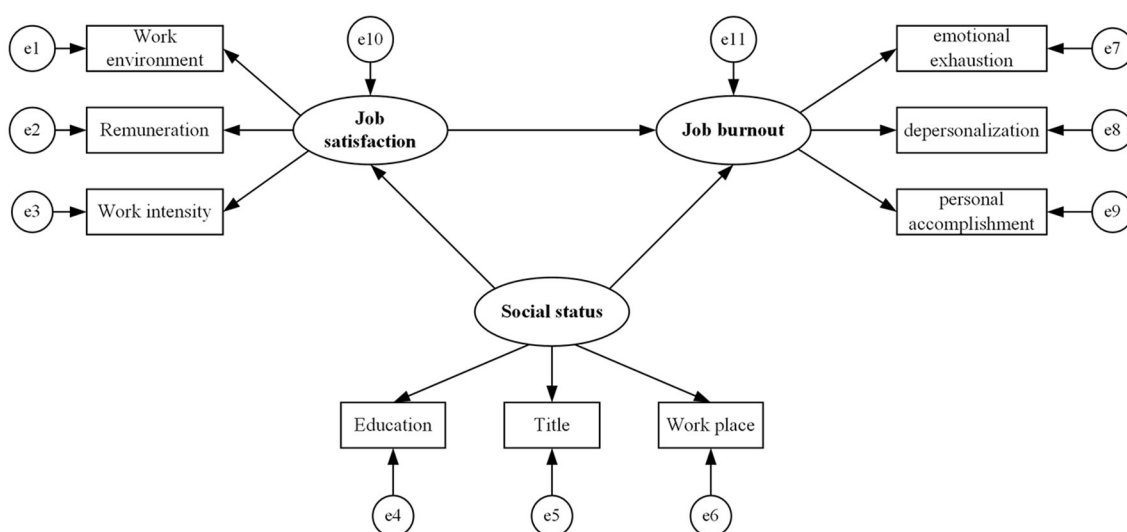 e1
Work
environment
e10
e11
emotional
exhaustion
e7
e2
Remuneration
Job
satisfaction
Job burnout
depersonalization
e8
e3
Work intensity
personal
accomplishment
e9
Social status
Education
Title
Work place
e4
e5
e6